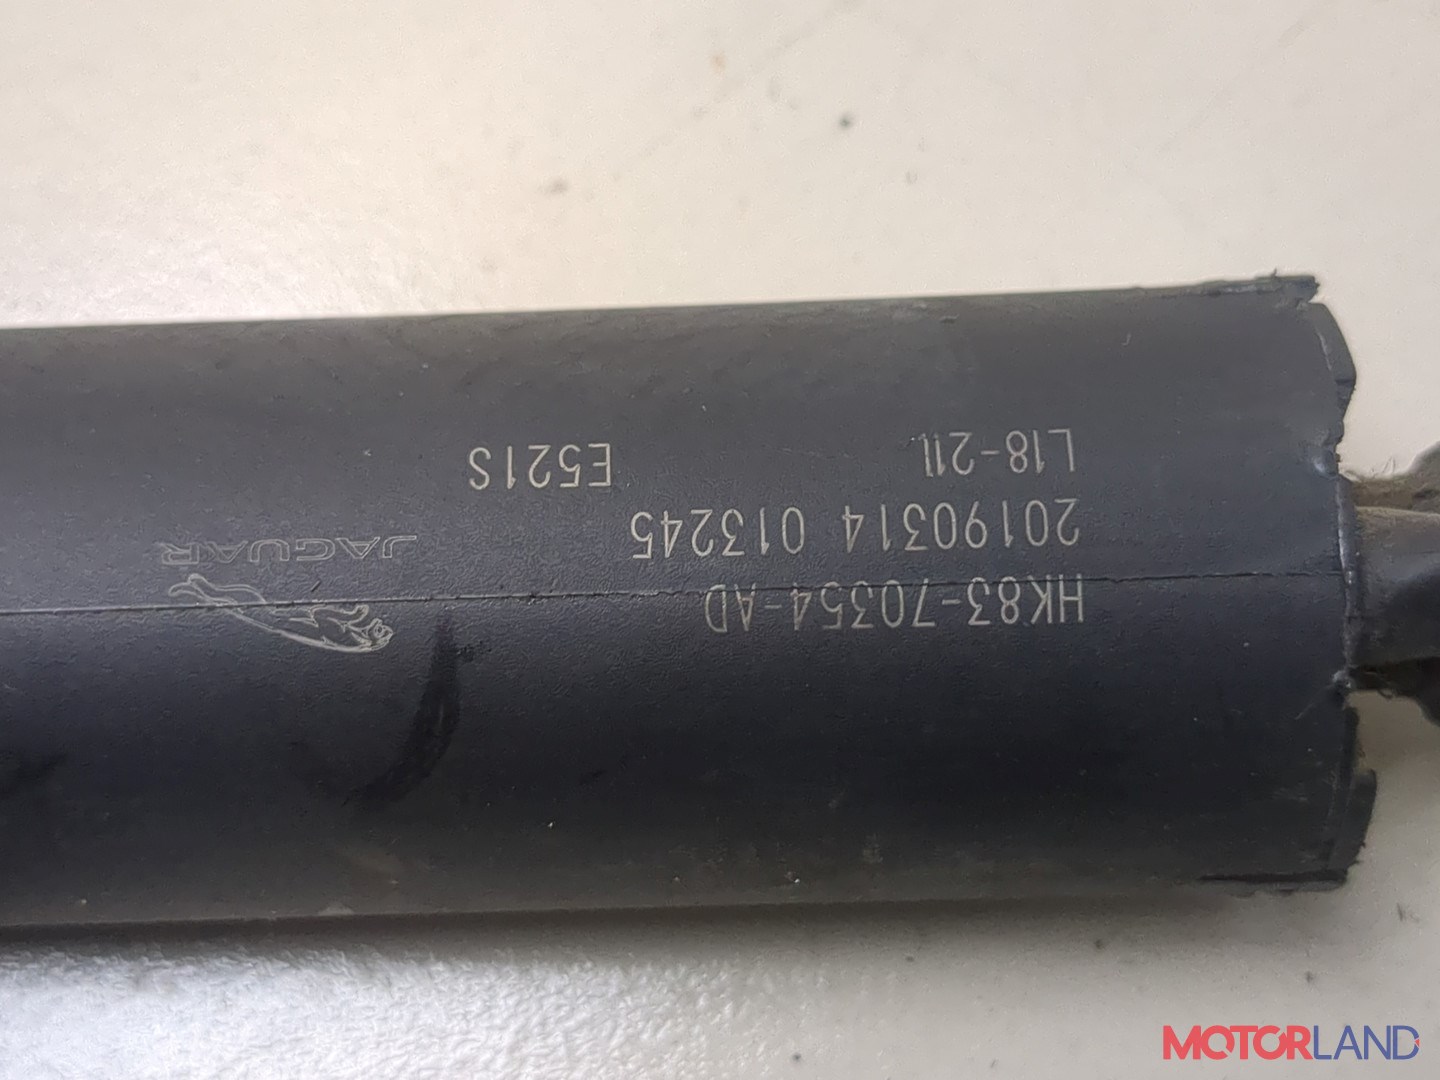 HK83-70354-AD
JAGUAR
20190314 013245
L18-211
E521S
MOTORLAND